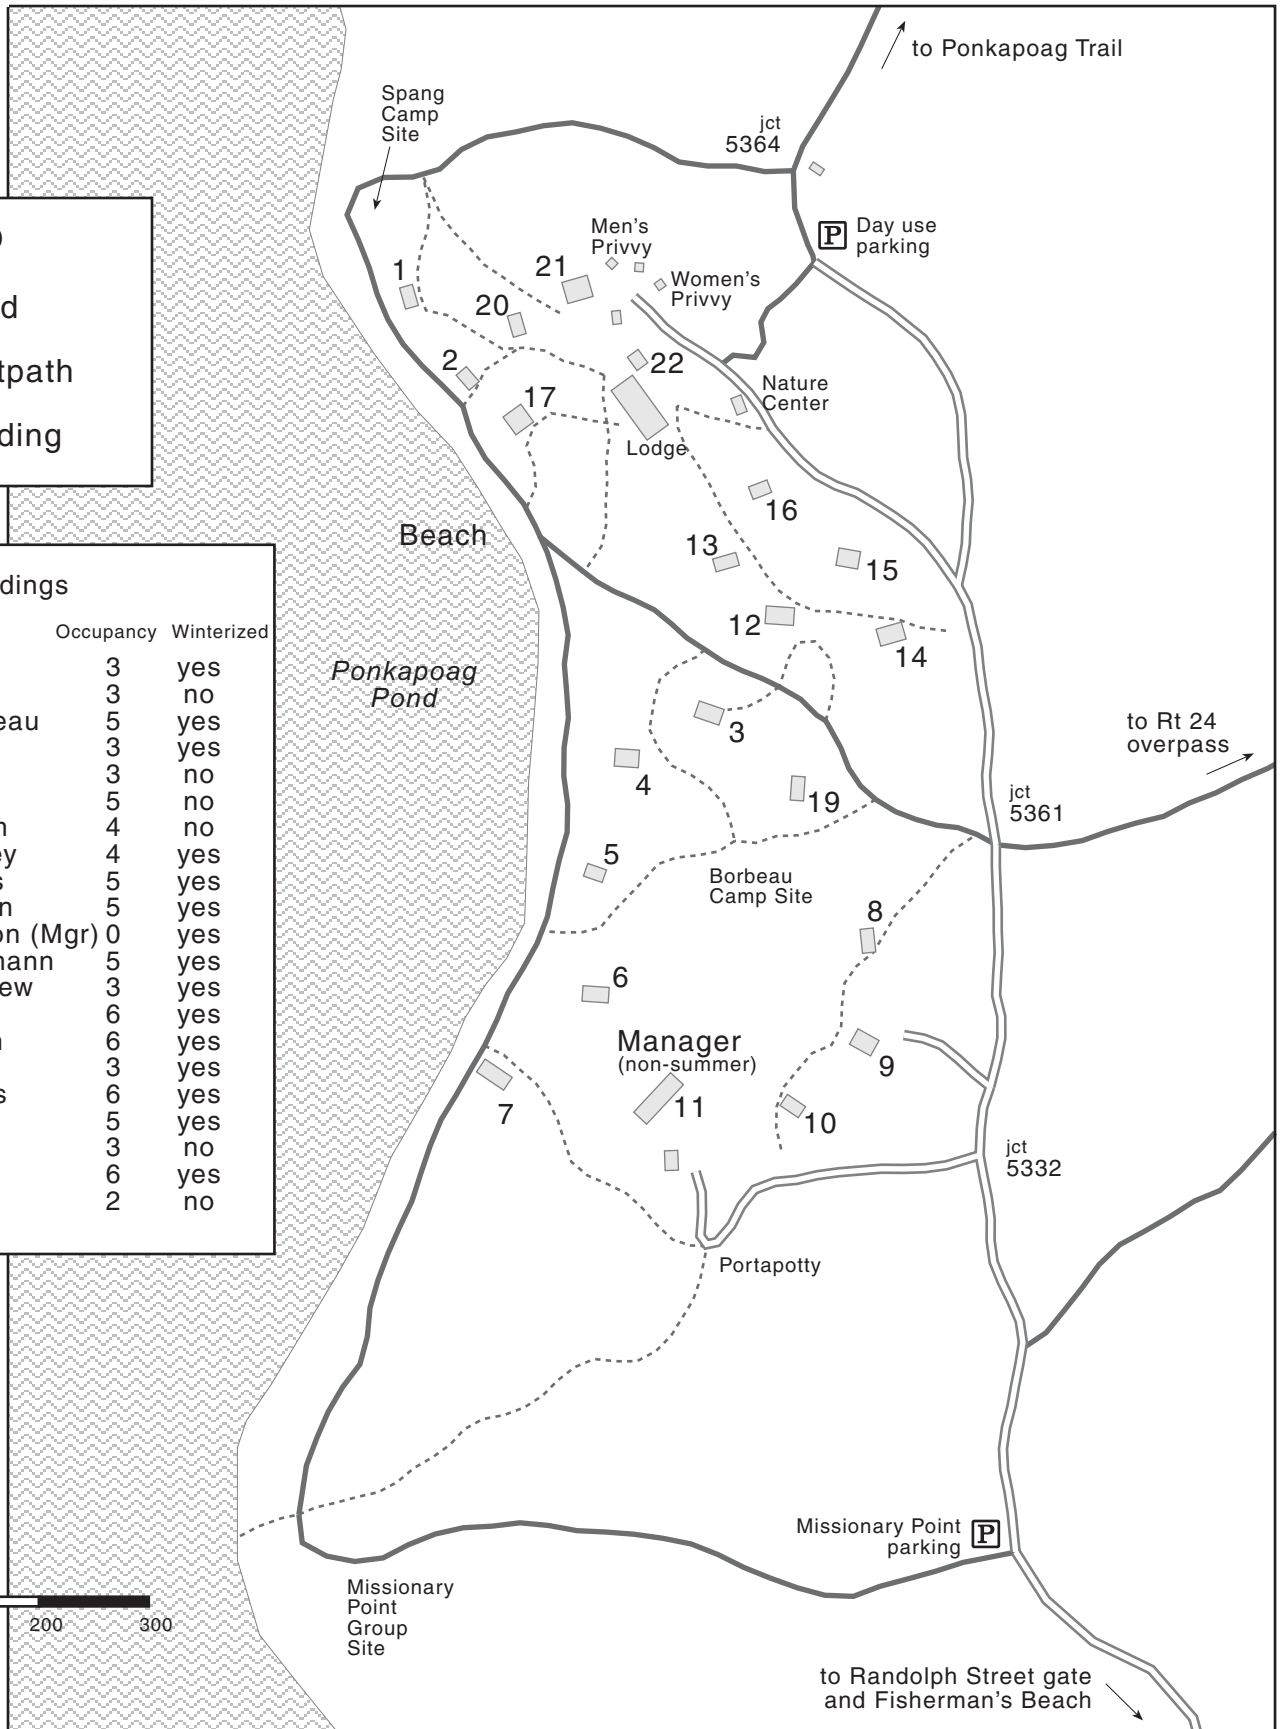 to Ponkapoag Trail
Spang
Camp
Site
jct
5364
P
Day use
parking
Men's
Privvy
Women's
Privvy
21
1
20
22
2
17
Nature
Center
Lodge
d
tpath
ding
16
Beach
13
15
12
14
dings
Occupancy Winterized
3 yes
3 no
eau 5 yes
3 yes
3 no
5 no
4 no
ey 4 yes
s 5 yes
n 5 yes
on (Mgr) 0 yes
mann 5 yes
ew 3 yes
6 yes
6 yes
3 yes
s 6 yes
5 yes
3 no
6 yes
2 no
Ponkapoag
Pond
3
4
19
to Rt 24
overpass
jct
5361
5
Borbeau
Camp Site
8
6
Manager
(non-summer)
9
7
11
10
jct
5332
Portapotty
Missionary Point
parking
P
Missionary
Point
Group
Site
200 300
to Randolph Street gate
and Fisherman's Beach